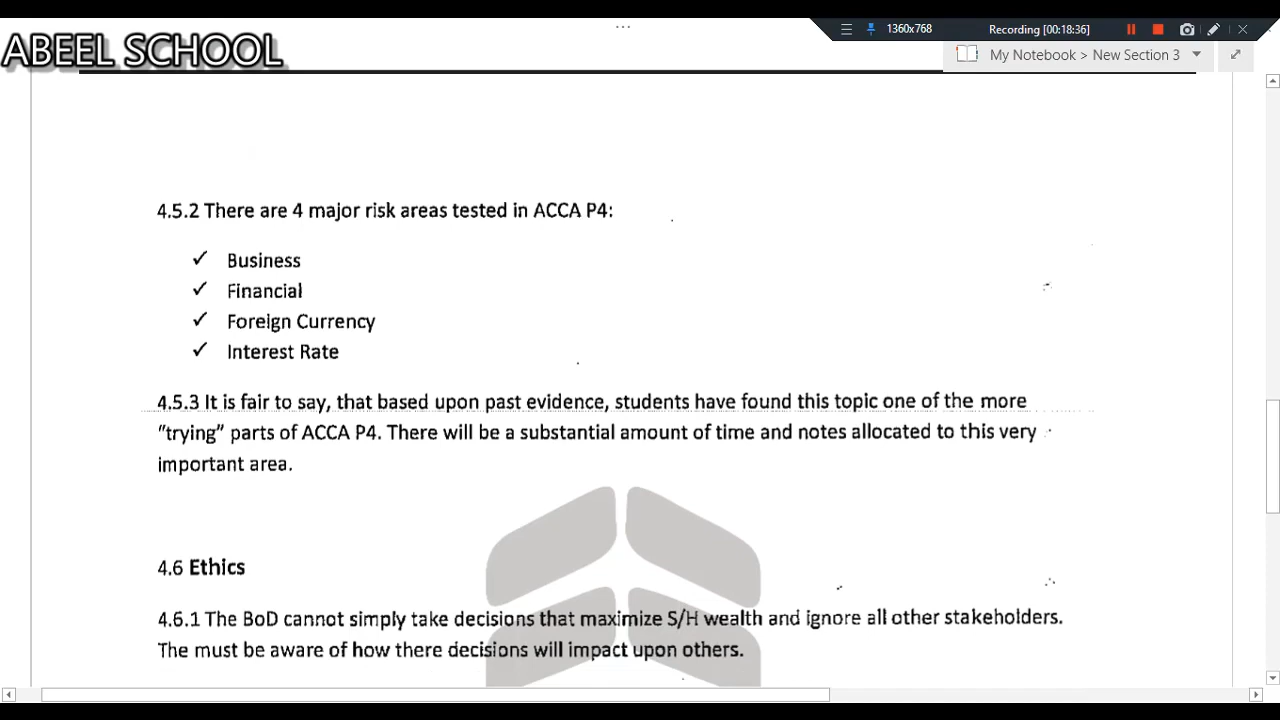 ABEEL SCHOOL
1360x768
Recording [00:18:36]
My Notebook > New Section 3
4.5.2 There are 4 major risk areas tested in ACCA P4:
✓ Business
✓ Financial
✓ Foreign Currency
✓ Interest Rate
4.5.3 It is fair to say, that based upon past evidence, students have found this topic one of the more
"trying" parts of ACCA P4. There will be a substantial amount of time and notes allocated to this very
important area.
4.6 Ethics
4.6.1 The BoD cannot simply take decisions that maximize S/H wealth and ignore all other stakeholders.
The must be aware of how there decisions will impact upon others.